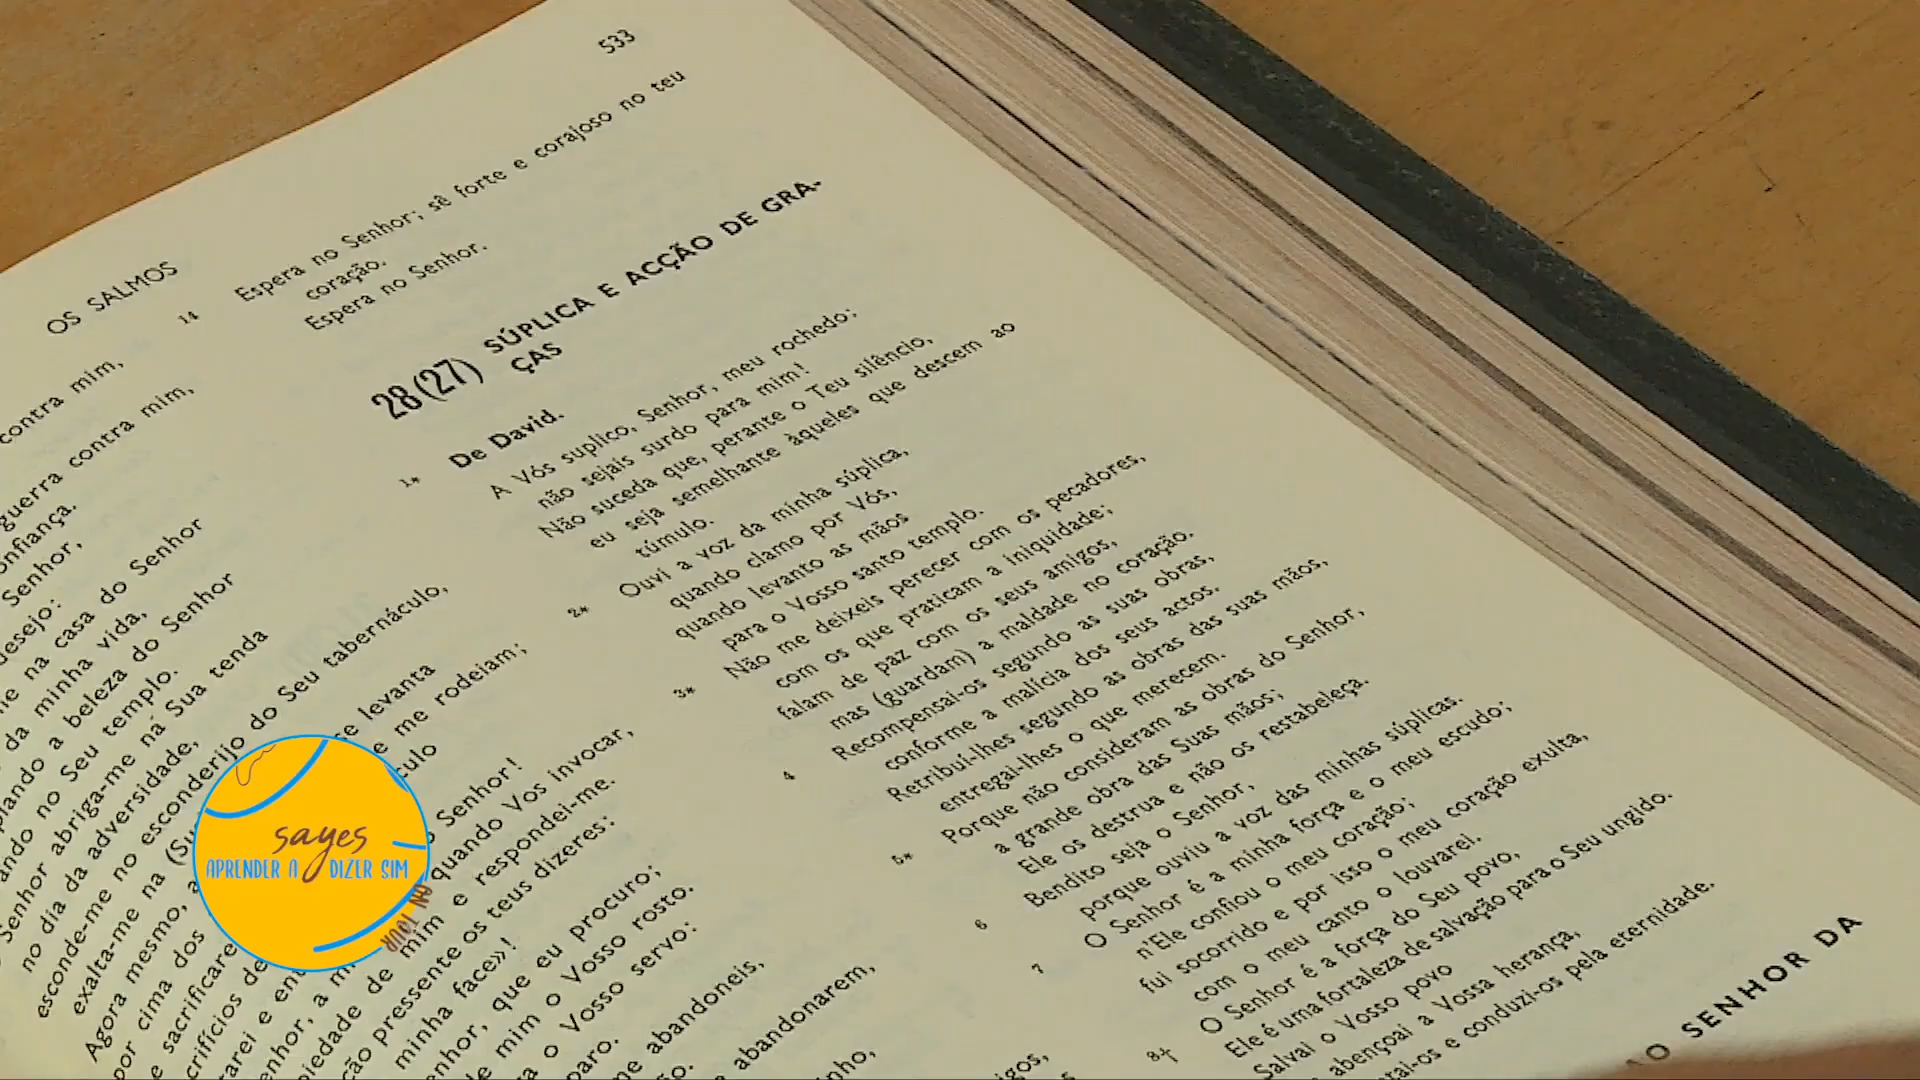 533
OS SALMOS
contra mim,
guerra contra mim,
Senhor,
desejo:
na casa do Senhor
da minha vida,
a beleza do Senhor
no Seu templo.
Senhor abriga-me na Sua tenda
no dia da adversidade,
esconde-me no esconderijo do Seu tabernáculo,
exalta-me na
Agora mesmo,
por cima dos
me rodeiam;
Senhor!
quando Vos invocar,
piedade de mim e respondei-me.
pressente os teus dizeres:
minha face»!
que eu procuro;
mim o Vosso rosto.
o Vosso servo:
me abandoneis,
abandonarem,
14 Espera no Senhor; sê forte e corajoso no teu
coração.
Espera no Senhor.
28(27) SÚPLICA E ACÇÃO DE GRA-
ÇAS
De David.
1* A Vós suplico, Senhor, meu rochedo:
não sejais surdo para mim!
Não suceda que, perante o Teu silêncio,
eu seja semelhante àqueles que descem ao
túmulo.
2* Ouvi a voz da minha súplica,
quando clamo por Vós,
quando levanto as mãos
para o Vosso santo templo.
3* Não me deixeis perecer com os pecadores,
com os que praticam a iniquidade;
falam de paz com os seus amigos,
mas (guardam) a maldade no coração.
4 Recompensai-os segundo as suas obras,
conforme a malícia dos seus actos.
Retribui-lhes segundo as obras das suas mãos,
entregai-lhes o que merecem.
5* Porque não consideram as obras do Senhor,
a grande obra das Suas mãos;
Ele os destrua e não os restabeleça.
6 Bendito seja o Senhor,
porque ouviu a voz das minhas súplicas.
7 O Senhor é a minha força e o meu escudo;
n'Ele confiou o meu coração;
fui socorrido e por isso o meu coração exulta,
com o meu canto o louvarei.
8† O Senhor é a força do Seu povo,
Ele é uma fortaleza de salvação para o Seu ungido.
Salvai o Vosso povo
abençoai a Vossa herança,
e conduzi-os pela eternidade.
SENHOR DA
sayes
APRENDER A DIZER SIM
ON TOUR